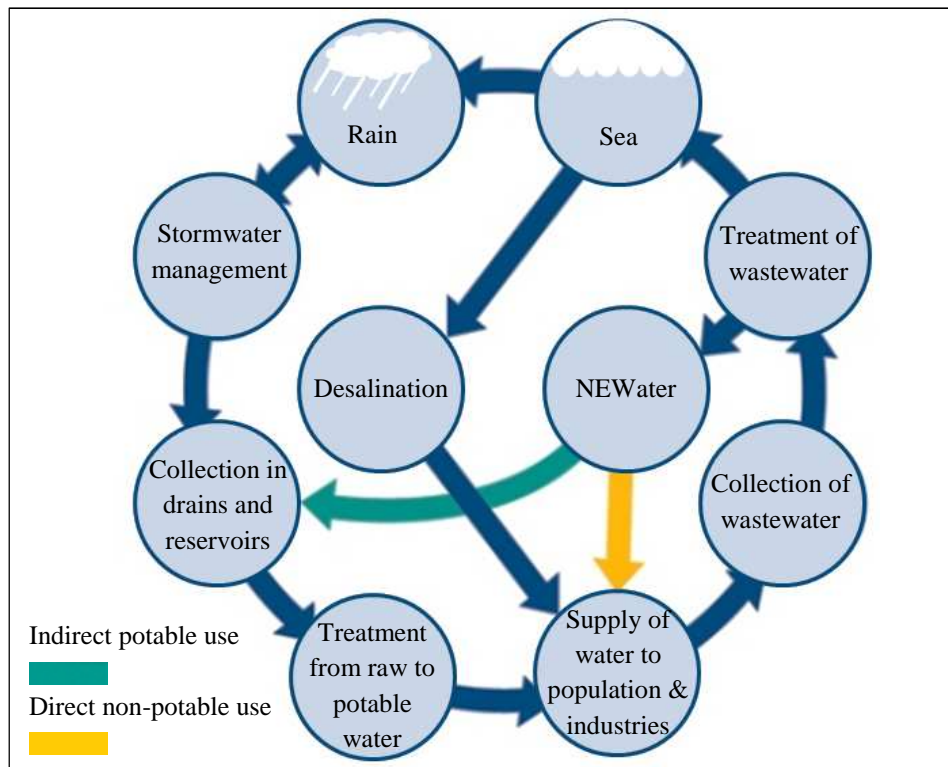 Rain
Sea
Stormwater
management
Treatment of
wastewater
Desalination
NEWater
Collection in
drains and
reservoirs
Collection of
wastewater
Treatment
from raw to
potable
water
Supply of
water to
population &
industries
Indirect potable use
Direct non-potable use